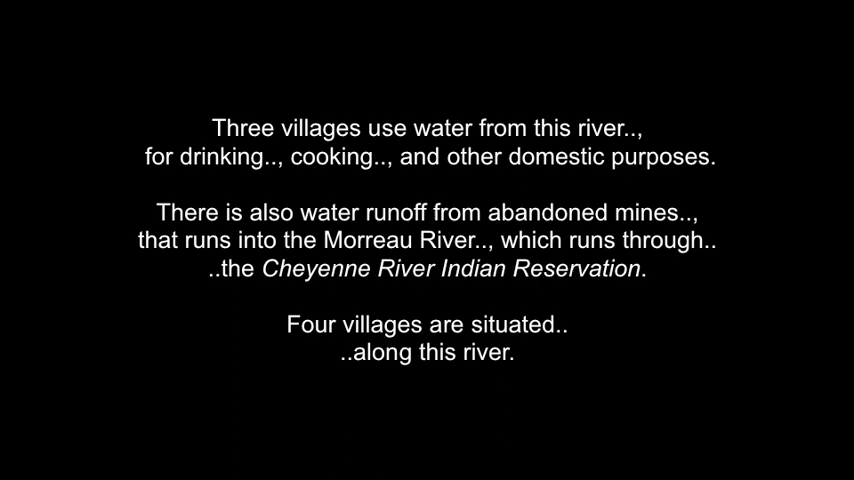 Three villages use water from this river..,
for drinking.., cooking.., and other domestic purposes.
There is also water runoff from abandoned mines..,
that runs into the Morreau River.., which runs through..
..the Cheyenne River Indian Reservation.
Four villages are situated..
..along this river.